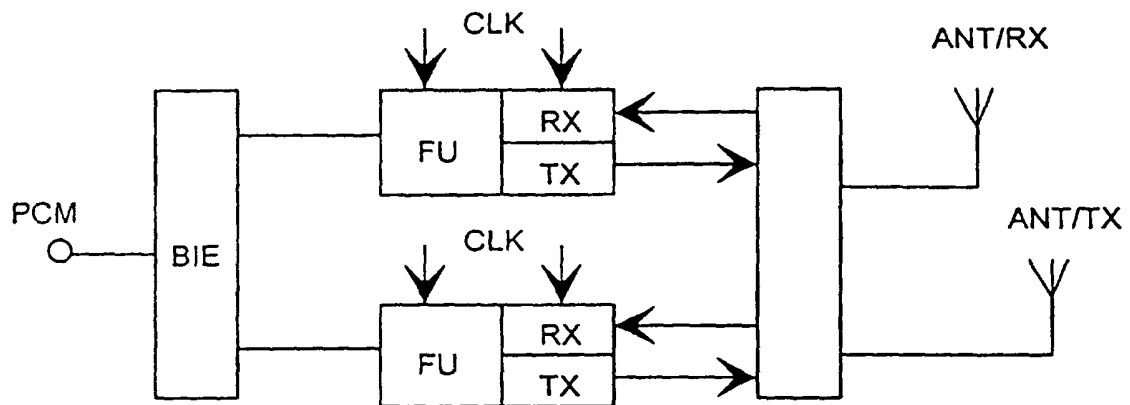 CLK
ANT/RX
RX
FU
TX
PCM
ANT/TX
BIE
CLK
RX
FU
TX